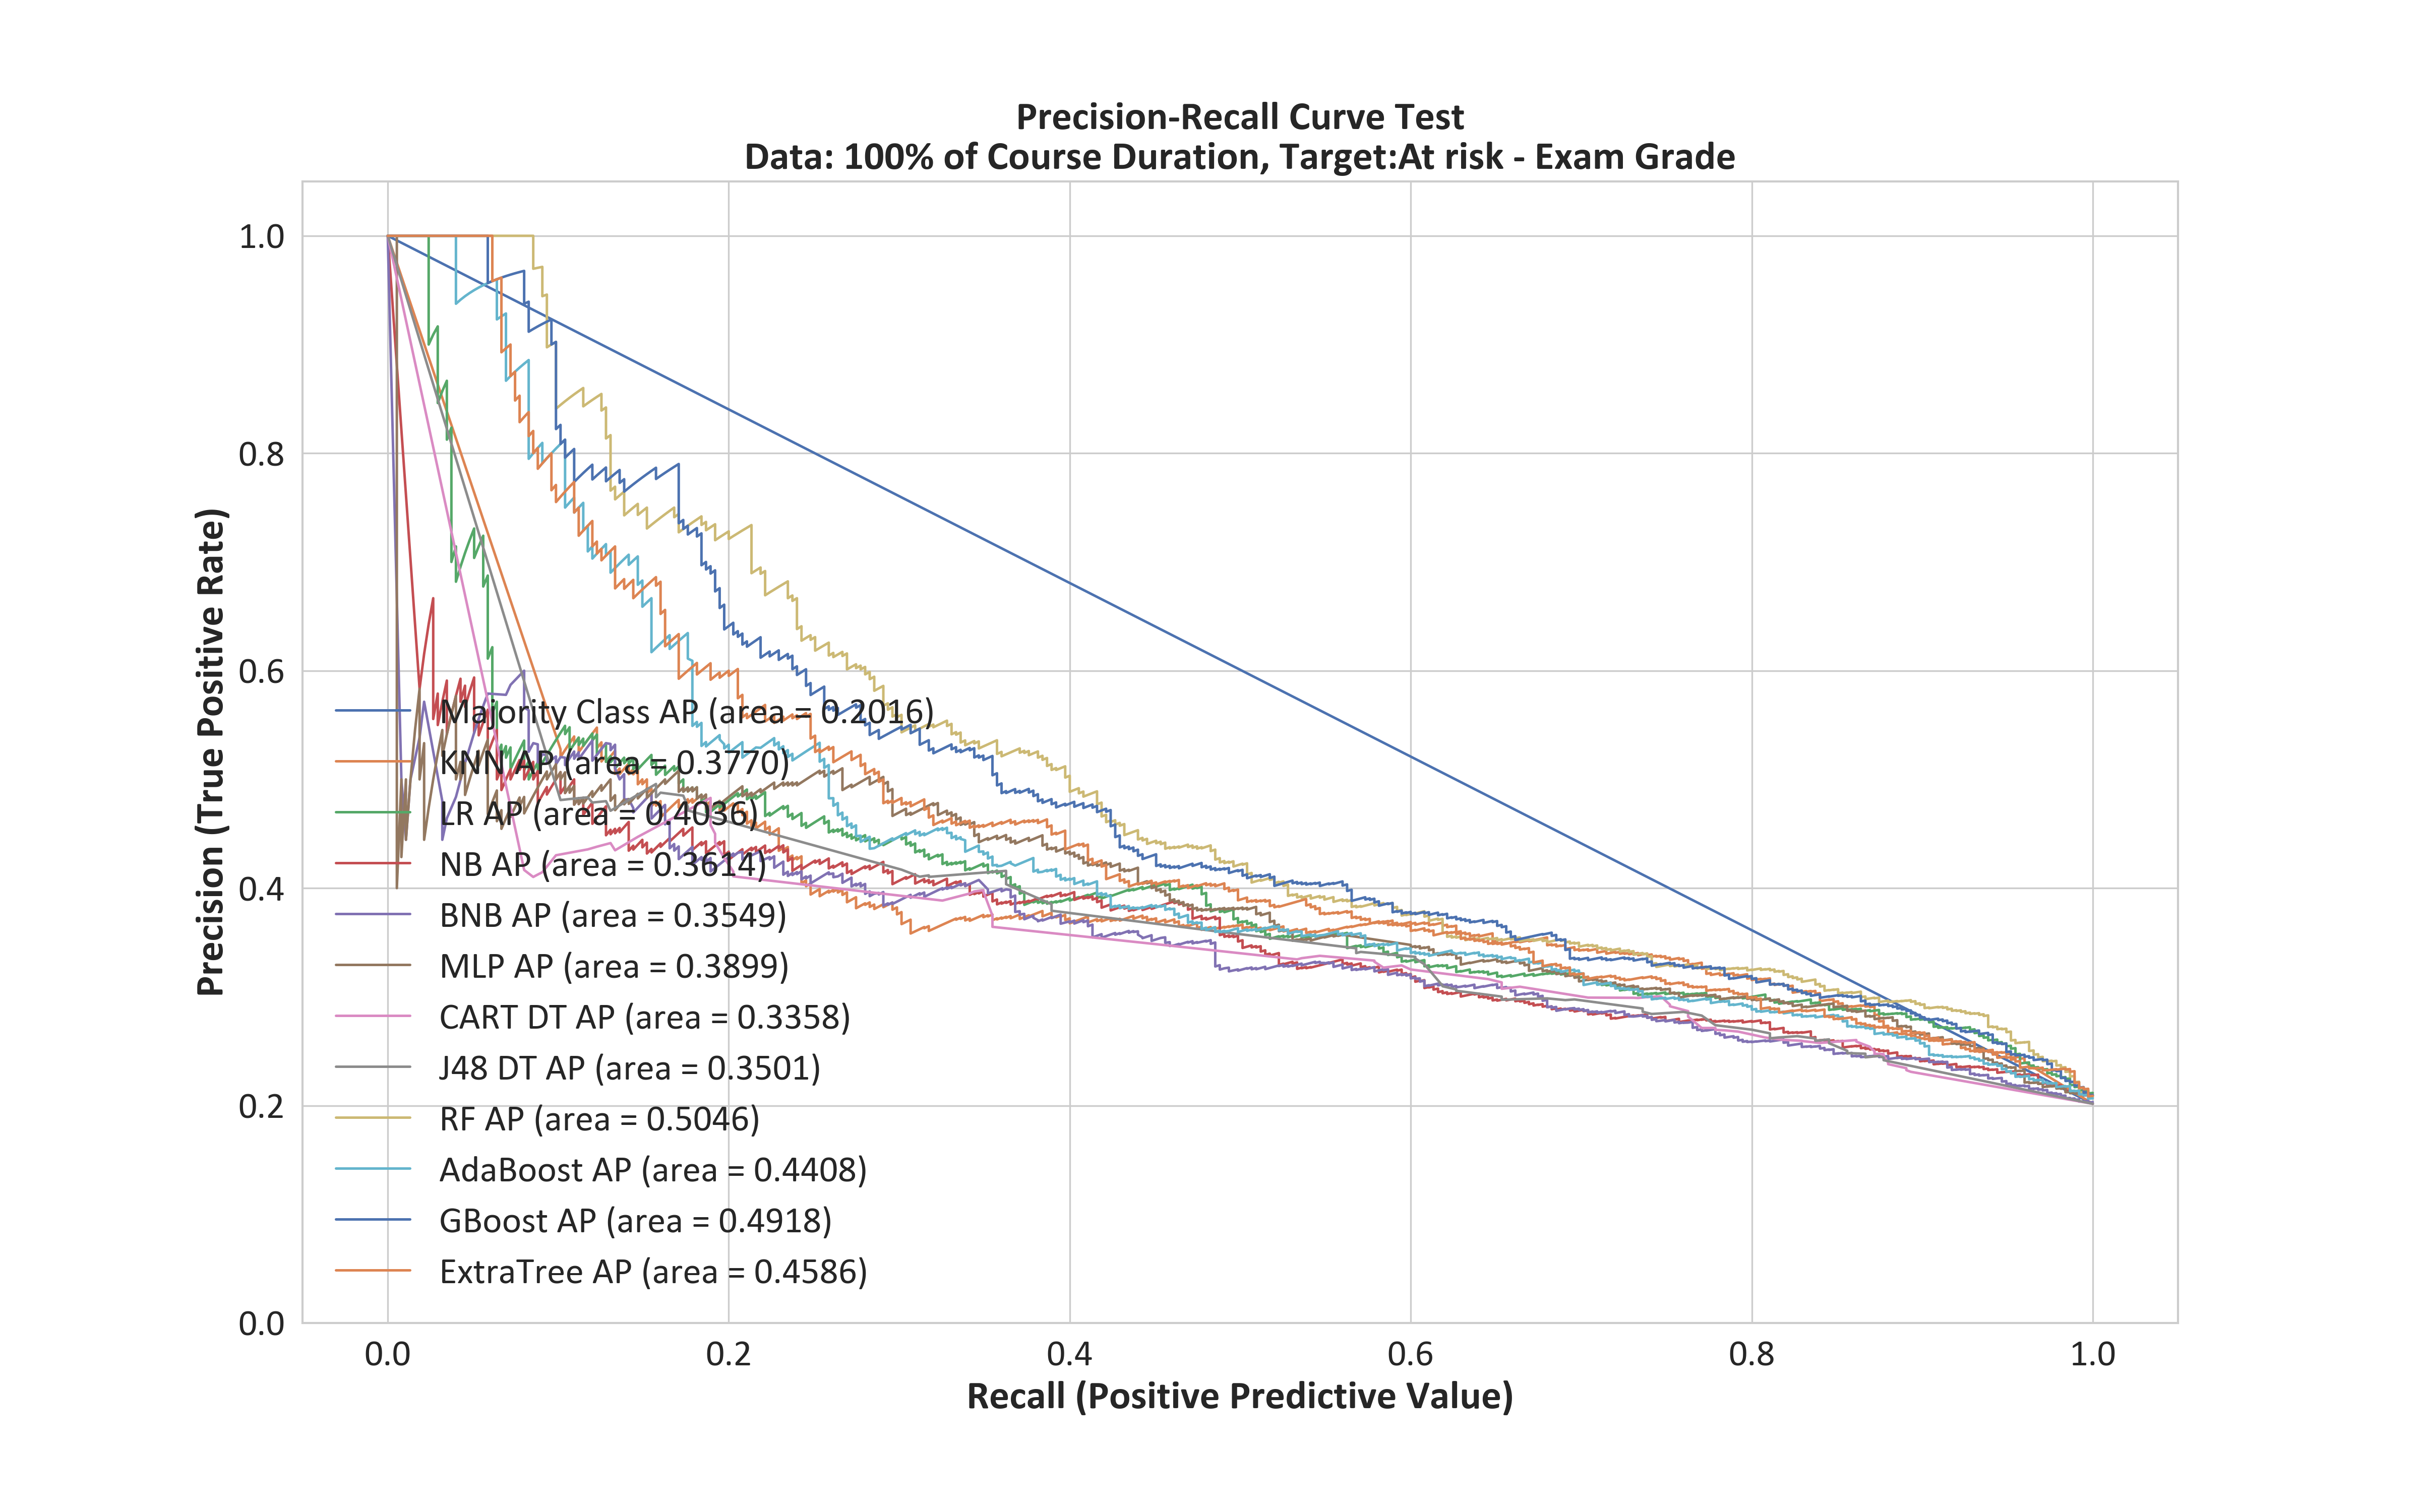 Precision-Recall Curve Test
Data: 100% of Course Duration, Target:At risk - Exam Grade
Precision (True Positive Rate)
1.0
0.8
0.6
0.4
0.2
0.0
Majority Class AP (area = 0.2016)
KNN AP (area = 0.3770)
LR AP (area = 0.4036)
NB AP (area = 0.3614)
BNB AP (area = 0.3549)
MLP AP (area = 0.3899)
CART DT AP (area = 0.3358)
J48 DT AP (area = 0.3501)
RF AP (area = 0.5046)
AdaBoost AP (area = 0.4408)
GBoost AP (area = 0.4918)
ExtraTree AP (area = 0.4586)
0.0 0.2 0.4 0.6 0.8 1.0
Recall (Positive Predictive Value)